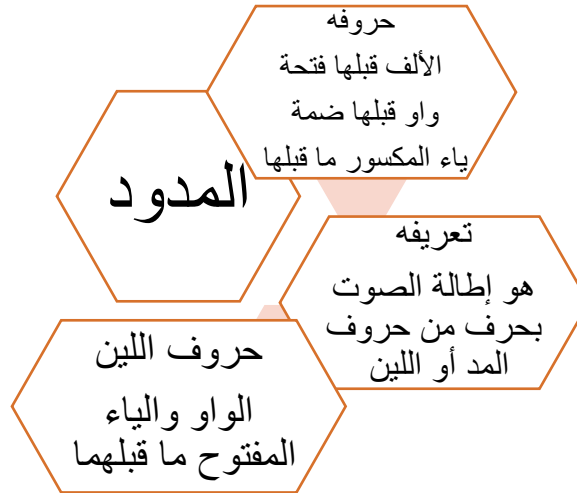 المدود
حروفه
الألف قبلها فتحة
واو قبلها ضمة
ياء المكسور ما قبلها
تعريفه
هو إطالة الصوت
بحرف من حروف
المد أو اللين
حروف اللين
الواو والياء
المفتوح ما قبلهما